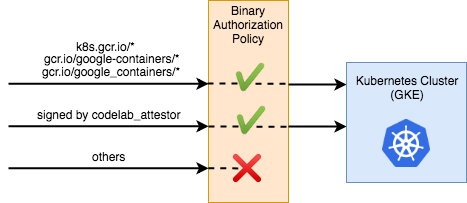 Binary
Authorization
Policy
k8s.gcr.io/*
gcr.io/google-containers/*
gcr.io/google_containers/*
signed by codelab_attestor
others
Kubernetes Cluster
(GKE)